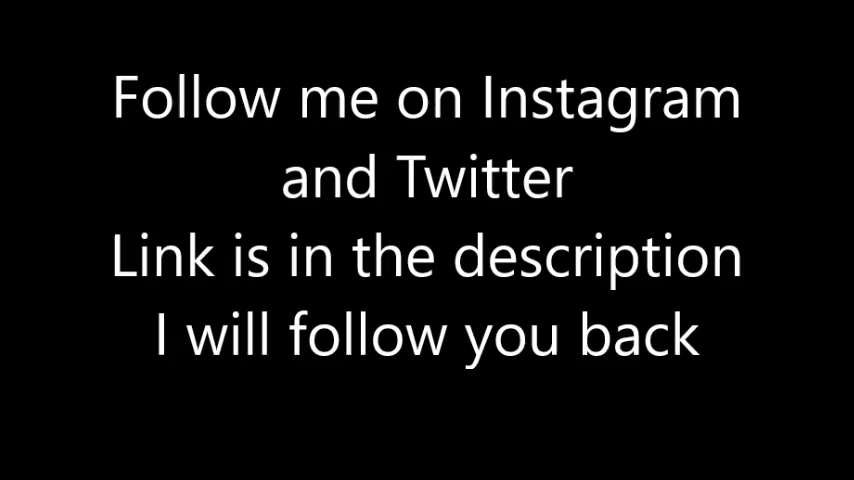 Follow me on Instagram
and Twitter
Link is in the description
I will follow you back